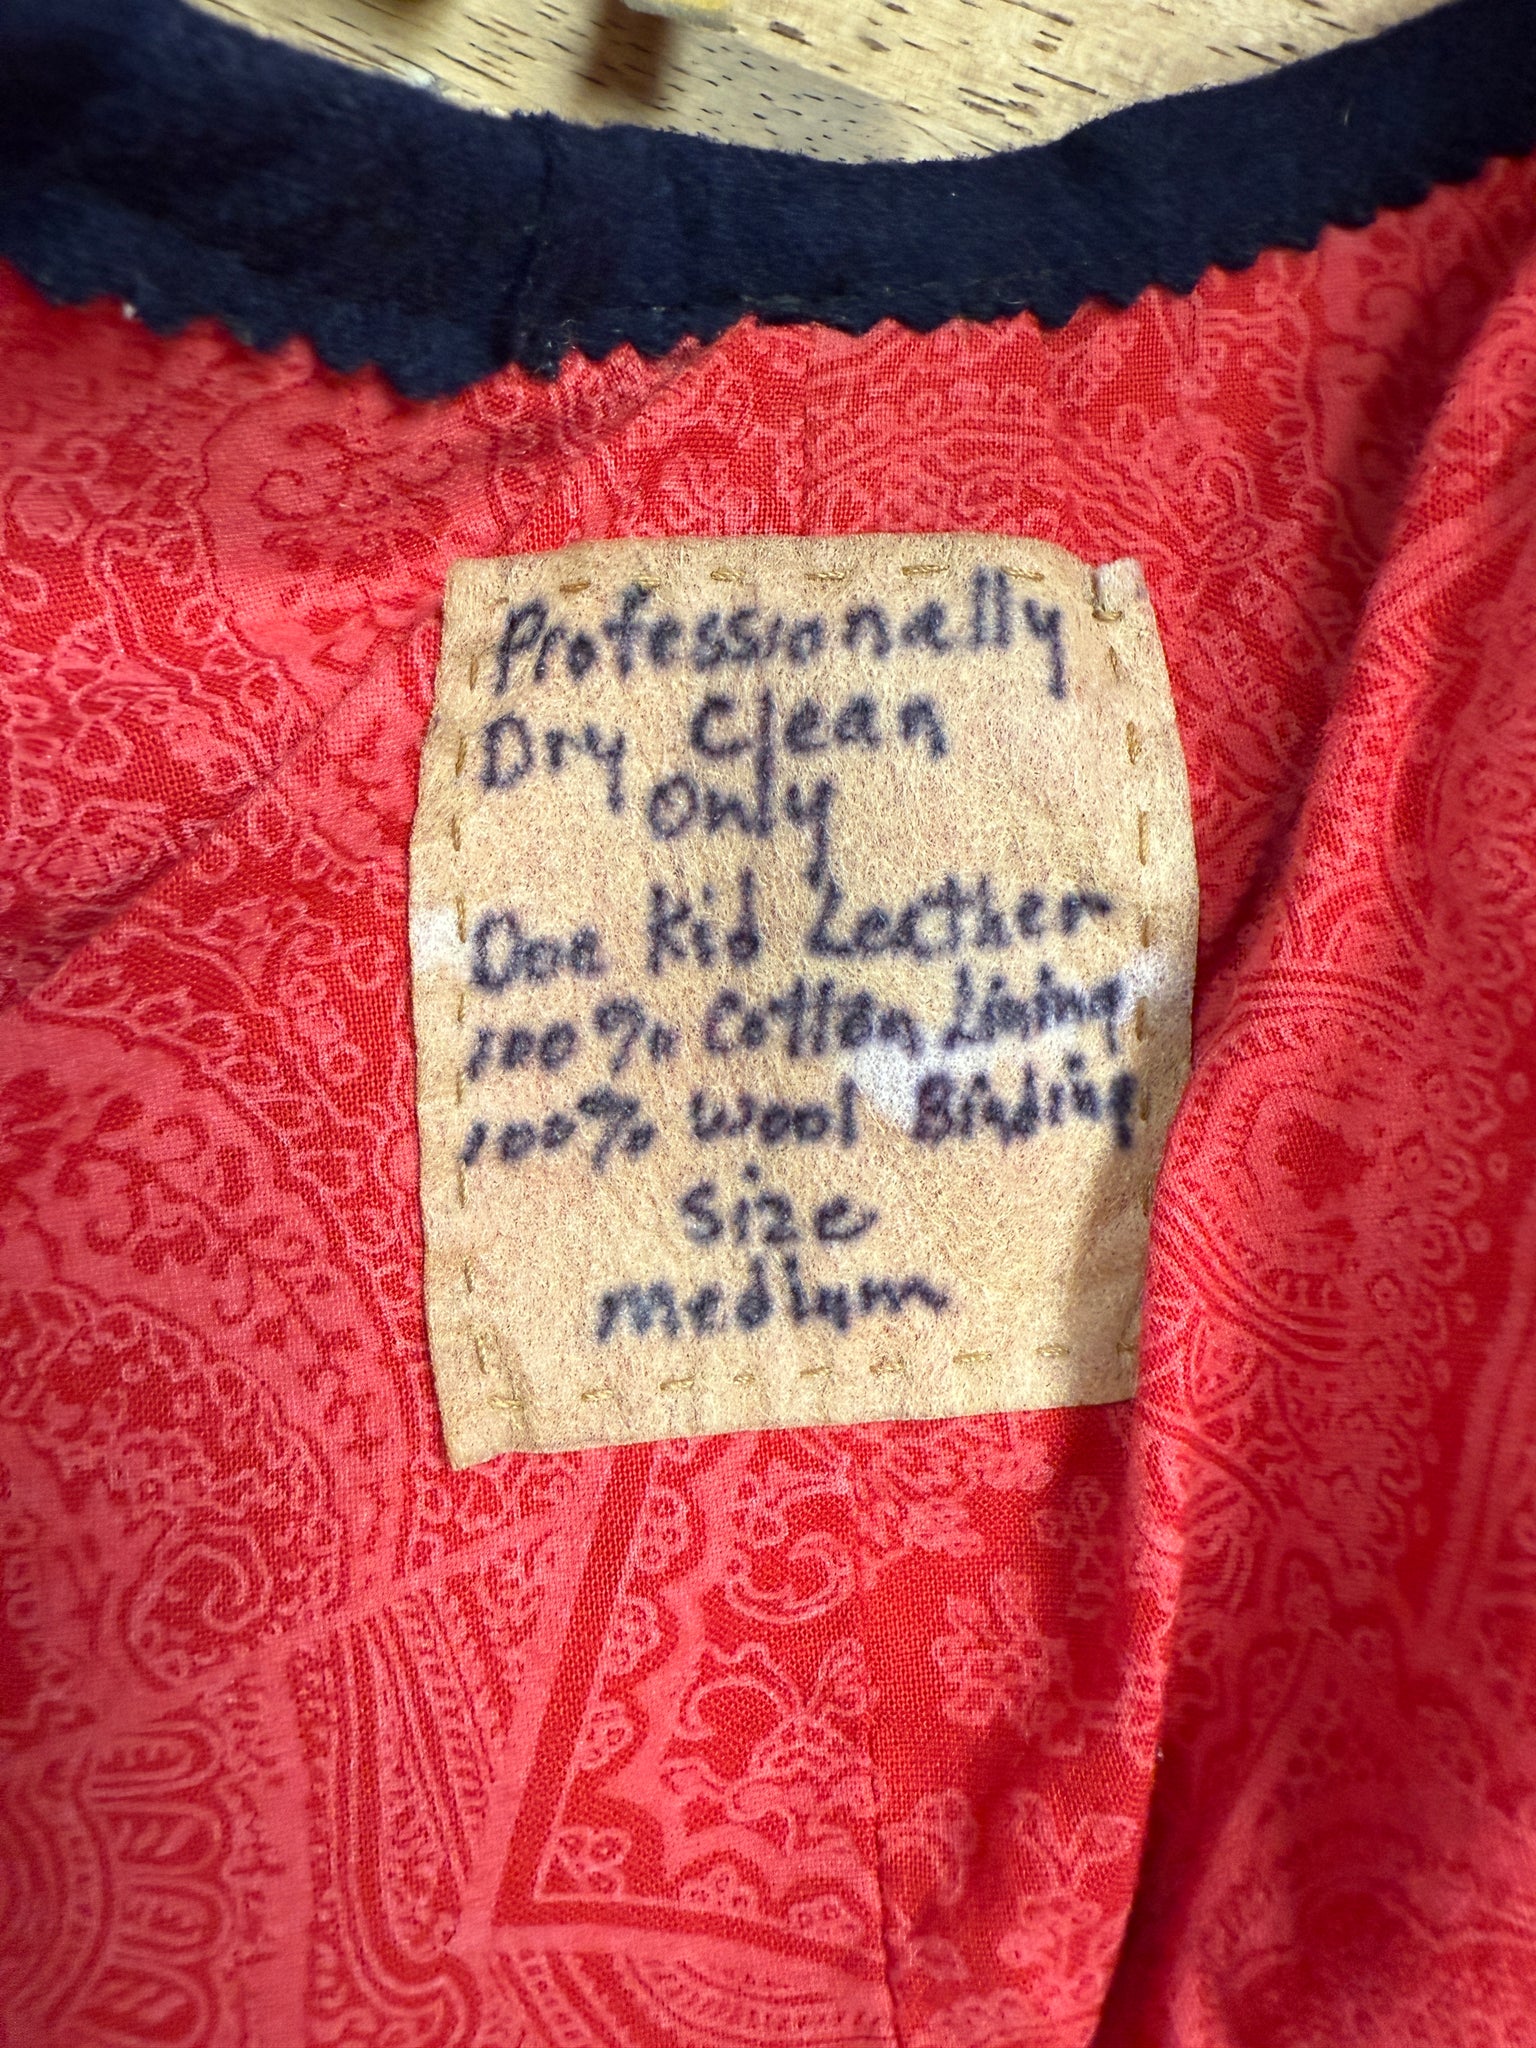 Professionally
Dry Clean
Only
Doe Kid Leather
100% Cotton Lining
100% Wool Binding
Size
Medium